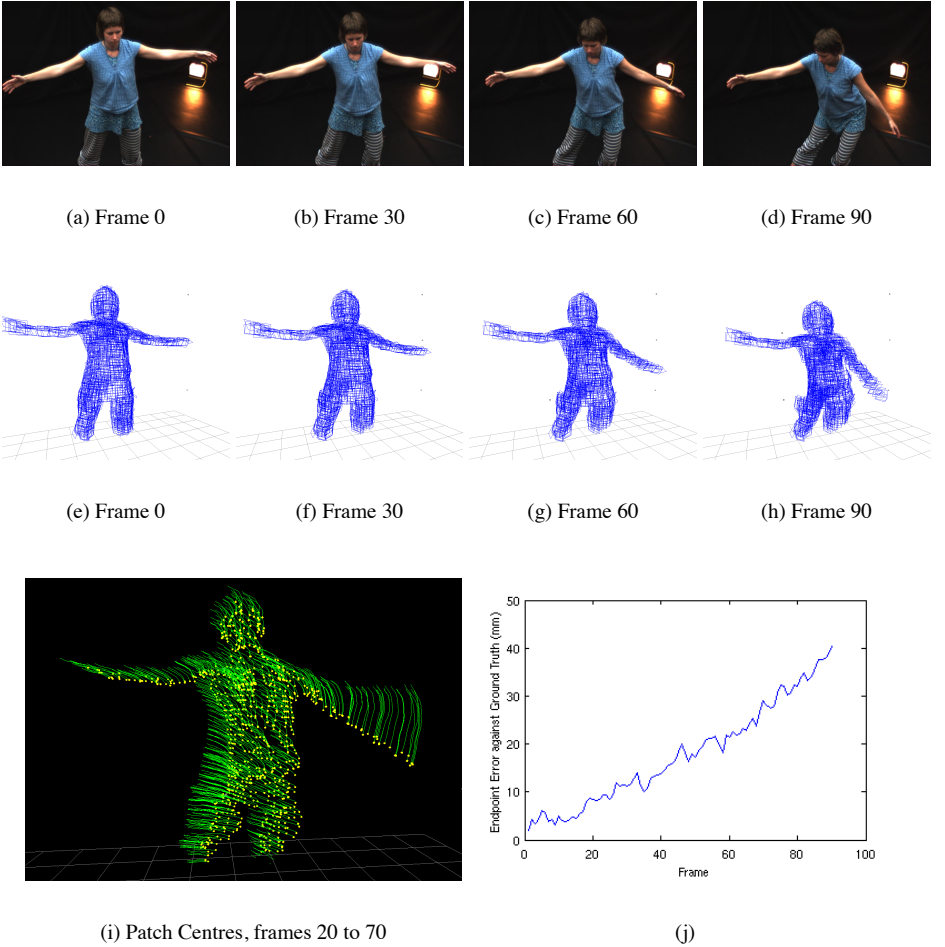 (a) Frame 0
(b) Frame 30
(c) Frame 60
(d) Frame 90
(e) Frame 0
(f) Frame 30
(g) Frame 60
(h) Frame 90
Endpoint Error against Ground Truth (mm)
50
40
30
20
10
0
0 20 40 60 80 100
Frame
(i) Patch Centres, frames 20 to 70
(j)